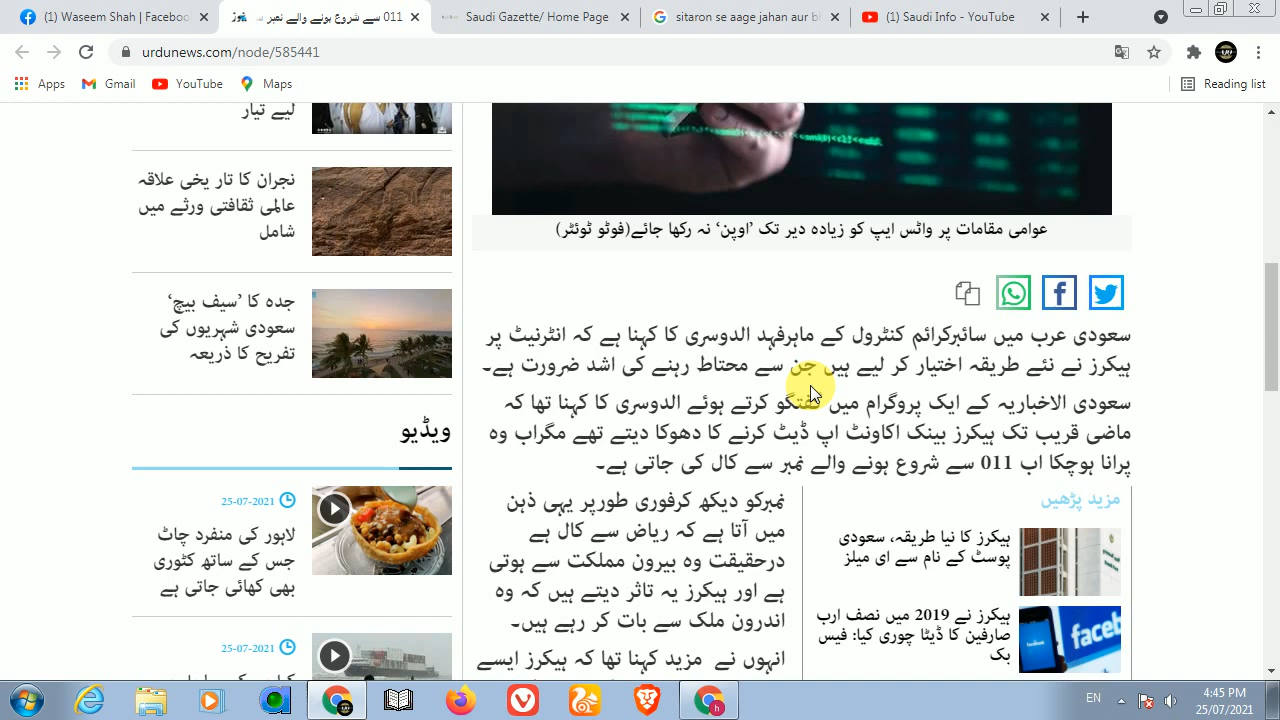 (1) Waseem Shah | Facebook
011 سے شروع ہونے والے نمبر سے
Saudi Gazette/ Home Page
sitaron se aage jahan aur bi
(1) Saudi Info - YouTube
urdunews.com/node/585441
Apps
Gmail
YouTube
Maps
Reading list
لیے تیار
نجران کا تار یخی علاقہ
عالمی ثقافتی ورثے میں
شامل
جدہ کا ’سیف بیچ‘
سعودی شہریوں کی
تفریح کا ذریعہ
ویڈیو
25-07-2021
لاہور کی منفرد چاٹ
جس کے ساتھ کٹوری
بھی کھائی جاتی ہے
25-07-2021
عوامی مقامات پر واٹس ایپ کو زیادہ دیر تک ’اوپن‘ نہ رکھا جائے(فوٹو ٹوئٹر)
سعودی عرب میں سائبرکرائم کنٹرول کے ماہرفہد الدوسری کا کہنا ہے کہ انٹرنیٹ پر
ہیکرز نے نئے طریقہ اختیار کر لیے ہیں جن سے محتاط رہنے کی اشد ضرورت ہے۔
سعودی الاخباریہ کے ایک پروگرام میں گفتگو کرتے ہوئے الدوسری کا کہنا تھا کہ
ماضی قریب تک ہیکرز بینک اکاونٹ اپ ڈیٹ کرنے کا دھوکا دیتے تھے مگراب وہ
پرانا ہوچکا اب 011 سے شروع ہونے والے نمبر سے کال کی جاتی ہے۔
مزید پڑھیں
ہیکرز کا نیا طریقہ، سعودی
پوسٹ کے نام سے ای میلز
ہیکرز نے 2019 میں نصف ارب
صارفین کا ڈیٹا چوری کیا: فیس
بک
facebook
faceb
نمبرکو دیکھ کرفوری طورپر یہی ذہن
میں آتا ہے کہ ریاض سے کال ہے
درحقیقت وہ بیرون مملکت سے ہوتی
ہے اور ہیکرز یہ تاثر دیتے ہیں کہ وہ
اندرون ملک سے بات کر رہے ہیں۔
انہوں نے مزید کہنا تھا کہ ہیکرز ایسے
EN
4:45 PM
25/07/2021